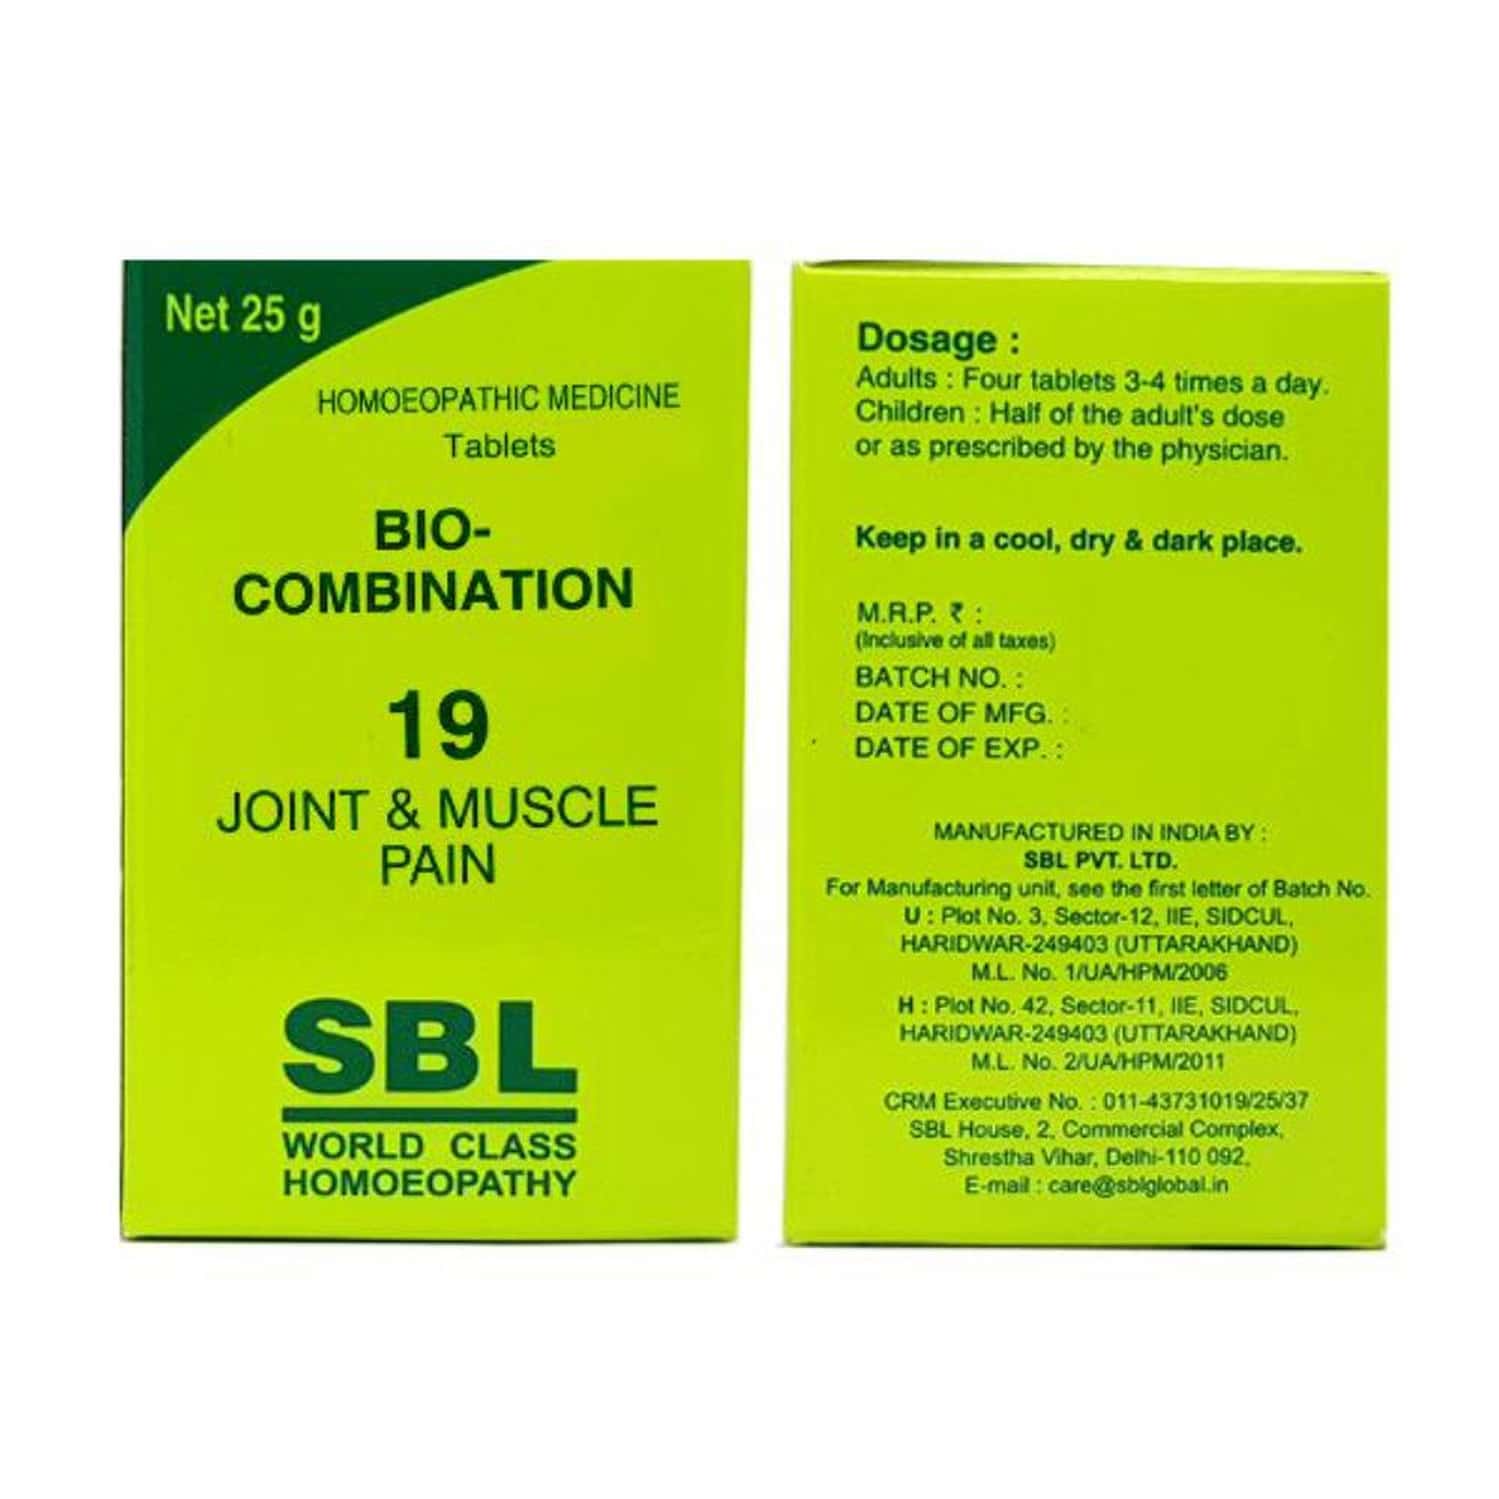 Net 25 g
HOMOEOPATHIC MEDICINE
Tablets
BIO-
COMBINATION
19
JOINT & MUSCLE
PAIN
SBL
WORLD CLASS
HOMOEOPATHY
Dosage :
Adults : Four tablets 3-4 times a day.
Children : Half of the adult's dose
or as prescribed by the physician.
Keep in a cool, dry & dark place.
M.R.P. ₹ :
(Inclusive of all taxes)
BATCH NO. :
DATE OF MFG. :
DATE OF EXP. :
MANUFACTURED IN INDIA BY :
SBL PVT. LTD.
For Manufacturing unit, see the first letter of Batch No.
U : Plot No. 3, Sector-12, IIE, SIDCUL,
HARIDWAR-249403 (UTTARAKHAND)
M.L. No. 1/UA/HPM/2006
H : Plot No. 42, Sector-11, IIE, SIDCUL,
HARIDWAR-249403 (UTTARAKHAND)
M.L. No. 2/UA/HPM/2011
CRM Executive No. : 011-43731019/25/37
SBL House, 2, Commercial Complex,
Shrestha Vihar, Delhi-110 092,
E-mail : care@sblglobal.in